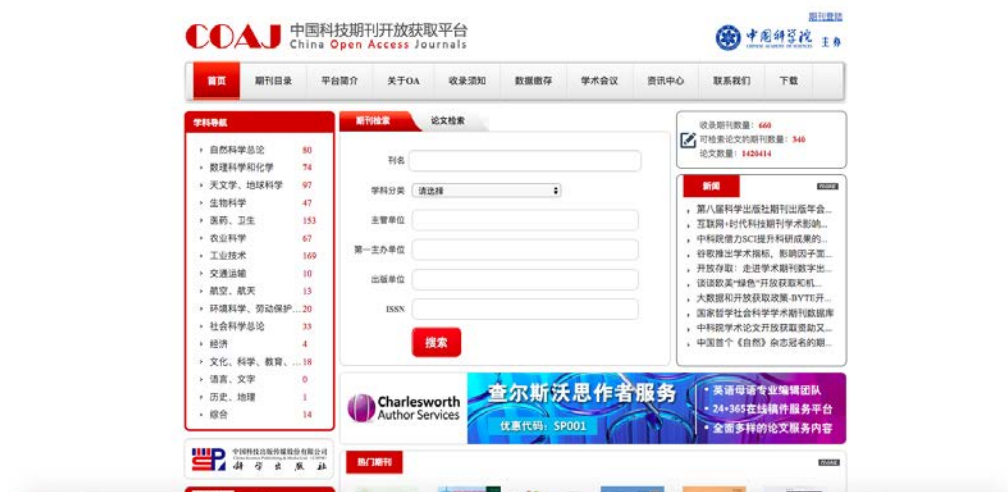 期刊登陆
COAJ 中国科技期刊开放获取平台
China Open Access Journals
中国科学院 主办
首页 期刊目录 平台简介 关于OA 收录须知 数据缴存 学术会议 资讯中心 联系我们 下载
学科导航
自然科学总论 80
数理科学和化学 74
天文学、地球科学 97
生物科学 47
医药、卫生 153
农业科学 67
工业技术 169
交通运输 10
航空、航天 13
环境科学、劳动保护... 20
社会科学总论 33
经济 4
文化、科学、教育、... 18
语言、文字 0
历史、地理 1
综合 14
中国科技出版传媒股份有限公司
科学出版社
期刊检索 论文检索
刊名
学科分类 请选择
主管单位
第一主办单位
出版单位
ISSN
搜索
收录期刊数量: 660
可检索论文的期刊数量: 340
论文数量: 1420414
新闻 more
第八届科学出版社期刊出版年会...
互联网+时代科技期刊学术影响...
中科院借力SCI提升科研成果的...
谷歌推出学术指标，影响因子面...
开放存取：走进学术期刊数字出...
谈谈欧美“绿色”开放获取和机...
大数据和开放获取政策-BYTE开...
国家哲学社会科学学术期刊数据库
中科院学术论文开放获取资助又...
中国首个《自然》杂志冠名的期...
Charlesworth
Author Services
查尔斯沃思作者服务
优惠代码: SP001
• 英语母语专业编辑团队
• 24*365在线稿件服务平台
• 全面多样的论文服务内容
热门期刊 more